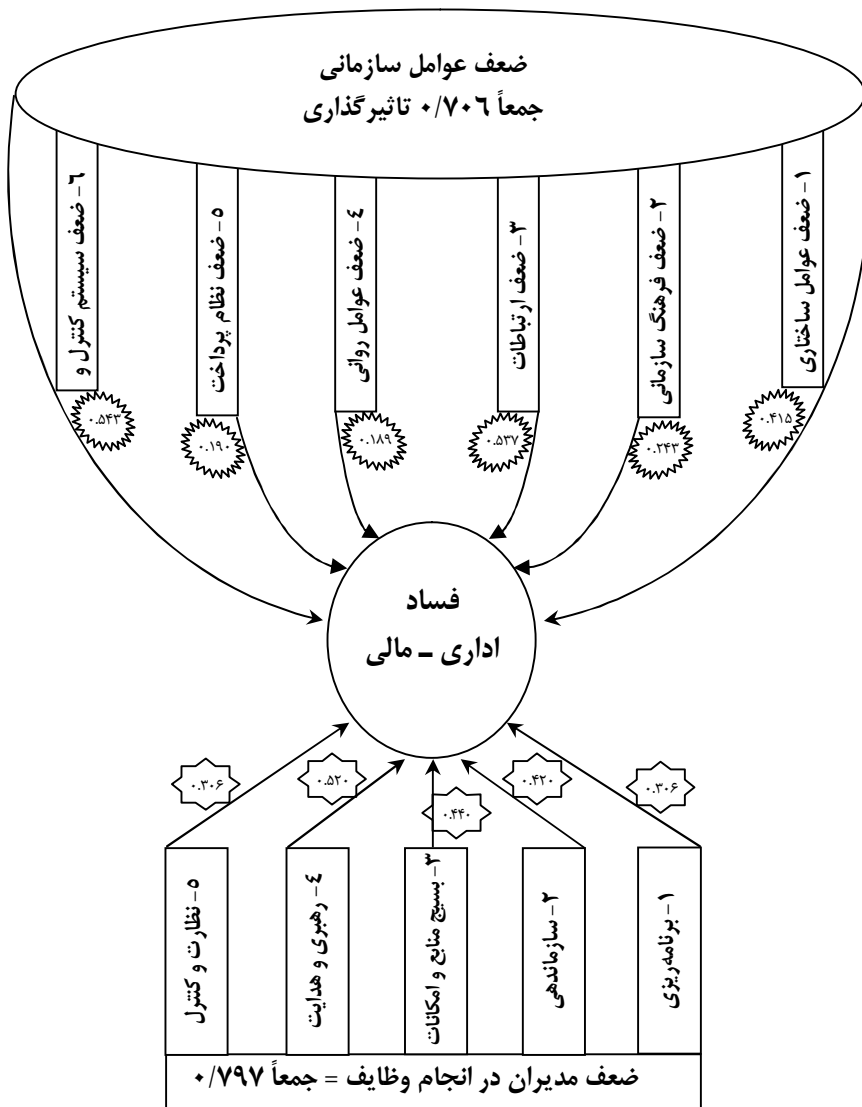 ضعف عوامل سازمانی
جمعاً ۰/۷۰۶ تاثیرگذاری
۱- ضعف عوامل ساختاری
۲- ضعف فرهنگ سازمانی
۳- ضعف ارتباطات
٤- ضعف عوامل روانی
۵- ضعف نظام پرداخت
٦- ضعف سیستم کنترل و
۰.۴۱۵
۰.۲۴۳
۰.۵۳۷
۰.۱۸۹
۰.۱۹۰
۰.۵۴۳
فساد
اداری ـ مالی
۰.۳۰۶
۰.۴۲۰
۰.۴۴۰
۰.۵۲۰
۰.۳۰۶
۱- برنامه‌ریزی
۲- سازماندهی
۳- بسیج منابع و امکانات
٤- رهبری و هدایت
۵- نظارت و کنترل
ضعف مدیران در انجام وظایف = جمعاً ۰/۷۹۷